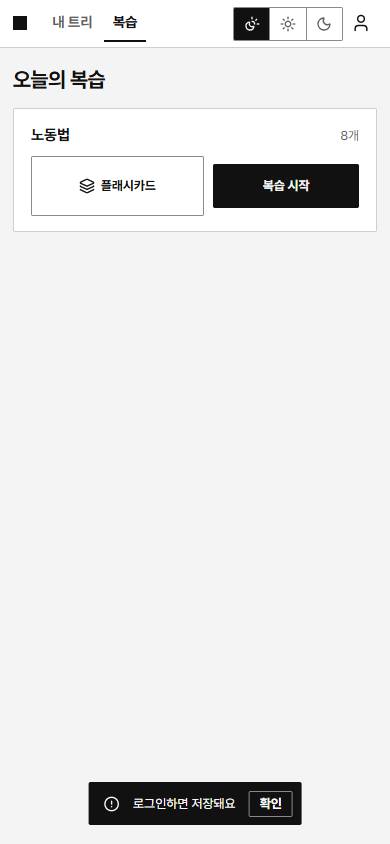 내 트리 복습
오늘의 복습
노동법 8개
플래시카드 복습 시작
로그인하면 저장돼요 확인